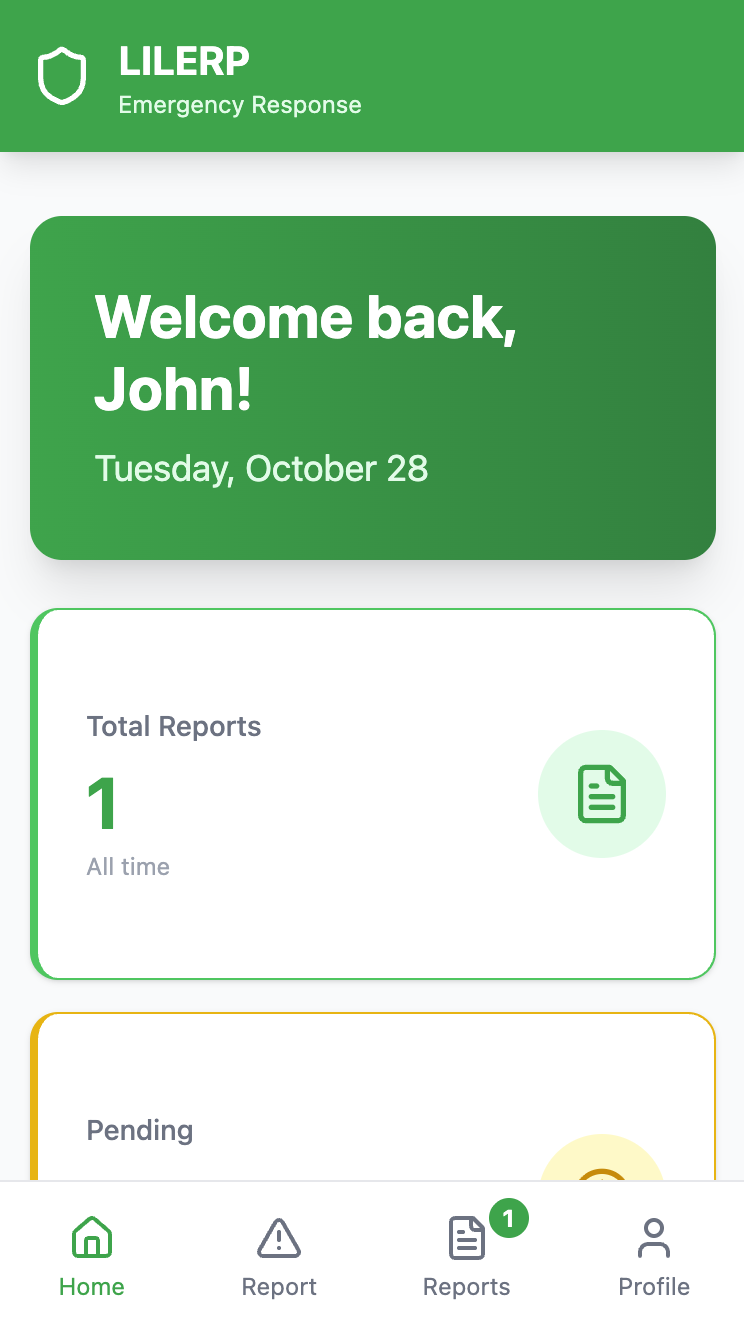 LILERP
Emergency Response
Welcome back,
John!
Tuesday, October 28
Total Reports
1
All time
Pending
1
Home
Report
Reports
Profile